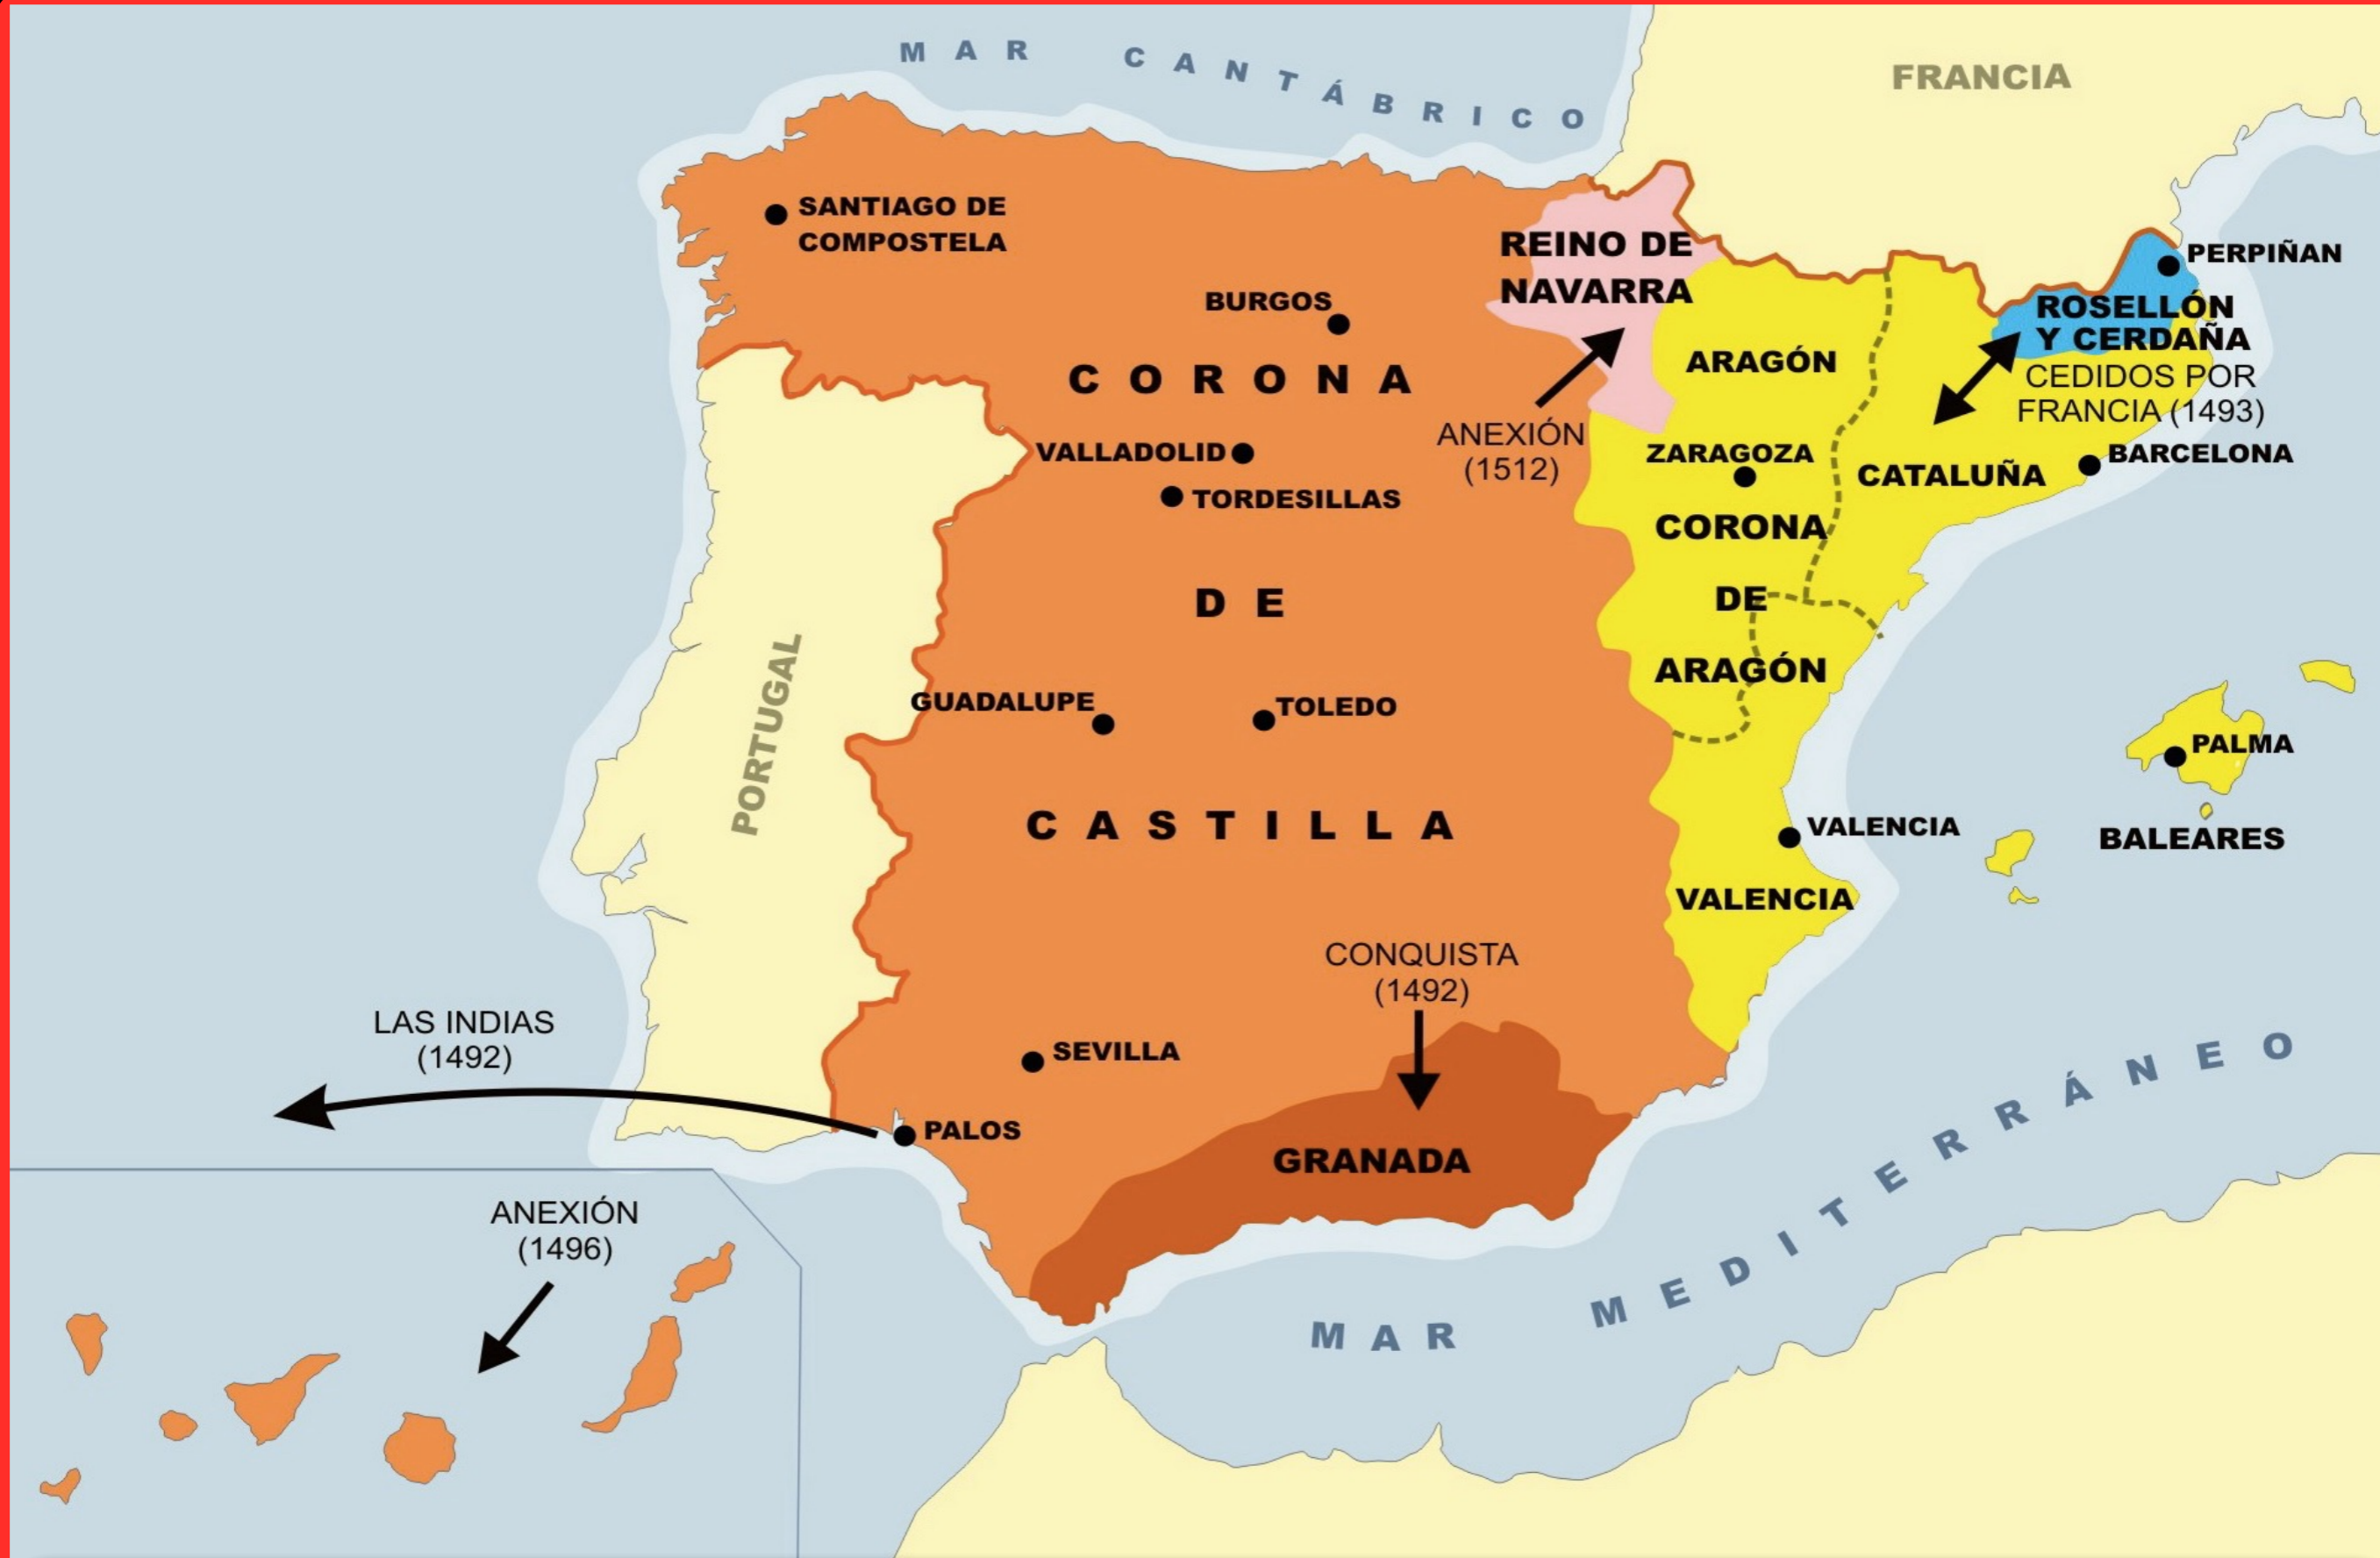 MAR CANTÁBRICO
FRANCIA
SANTIAGO DE
COMPOSTELA
BURGOS
REINO DE
NAVARRA
PERPIÑAN
ROSELLÓN
Y CERDAÑA
CEDIDOS POR
FRANCIA (1493)
ARAGÓN
CORONA
ANEXIÓN
(1512)
VALLADOLID
TORDESILLAS
ZARAGOZA
CATALUÑA
BARCELONA
CORONA
DE
ARAGÓN
DE
PORTUGAL
GUADALUPE
TOLEDO
PALMA
BALEARES
CASTILLA
VALENCIA
VALENCIA
CONQUISTA
(1492)
LAS INDIAS
(1492)
SEVILLA
PALOS
GRANADA
MAR MEDITERRÁNEO
ANEXIÓN
(1496)